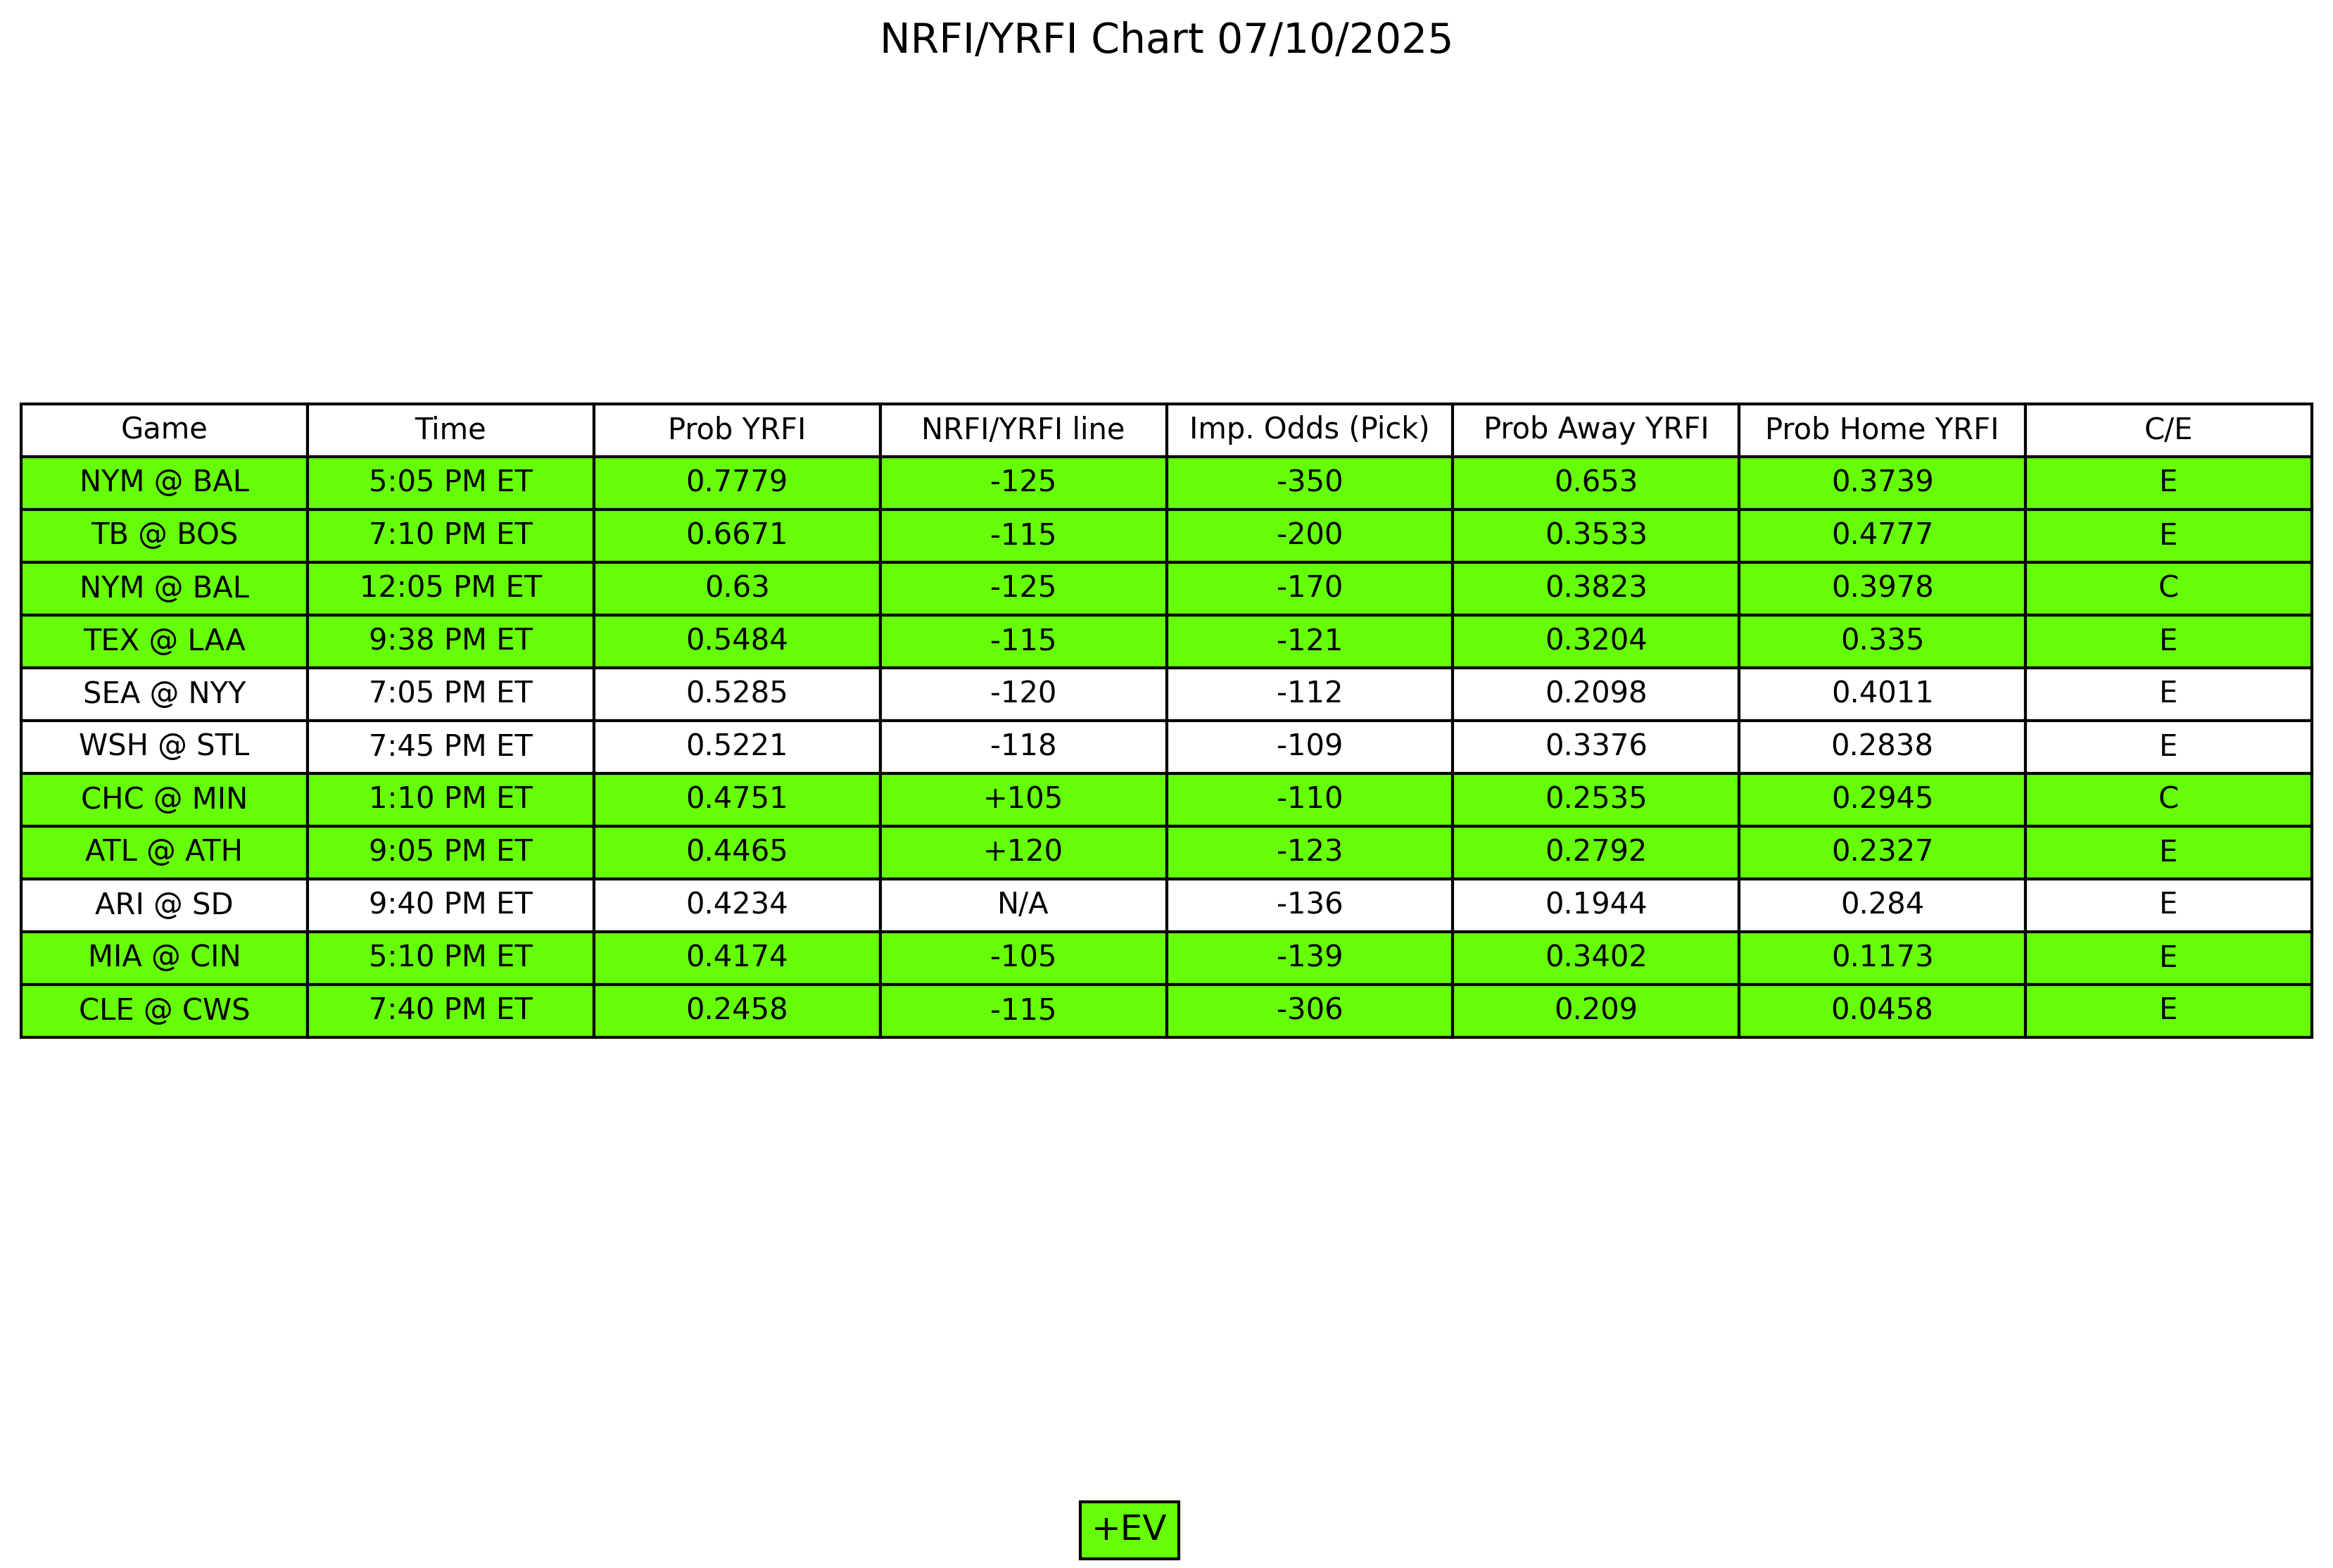 NRFI/YRFI Chart 07/10/2025
Game Time Prob YRFI NRFI/YRFI line Imp. Odds (Pick) Prob Away YRFI Prob Home YRFI C/E
NYM @ BAL 5:05 PM ET 0.7779 -125 -350 0.653 0.3739 E
TB @ BOS 7:10 PM ET 0.6671 -115 -200 0.3533 0.4777 E
NYM @ BAL 12:05 PM ET 0.63 -125 -170 0.3823 0.3978 C
TEX @ LAA 9:38 PM ET 0.5484 -115 -121 0.3204 0.335 E
SEA @ NYY 7:05 PM ET 0.5285 -120 -112 0.2098 0.4011 E
WSH @ STL 7:45 PM ET 0.5221 -118 -109 0.3376 0.2838 E
CHC @ MIN 1:10 PM ET 0.4751 +105 -110 0.2535 0.2945 C
ATL @ ATH 9:05 PM ET 0.4465 +120 -123 0.2792 0.2327 E
ARI @ SD 9:40 PM ET 0.4234 N/A -136 0.1944 0.284 E
MIA @ CIN 5:10 PM ET 0.4174 -105 -139 0.3402 0.1173 E
CLE @ CWS 7:40 PM ET 0.2458 -115 -306 0.209 0.0458 E
+EV